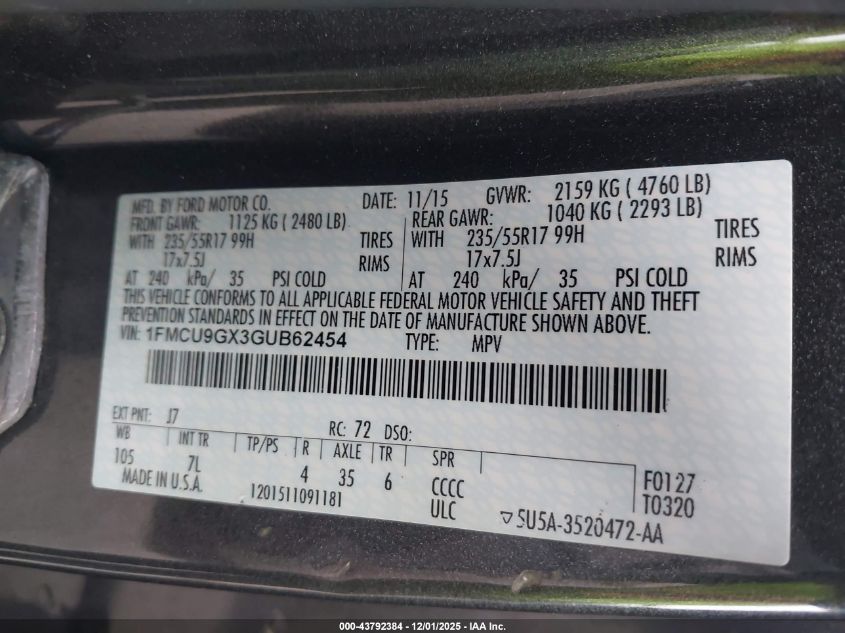 MFD. BY FORD MOTOR CO. DATE: 11/15 GVWR: 2159 KG ( 4760 LB)
FRONT GAWR: 1125 KG ( 2480 LB) REAR GAWR: 1040 KG ( 2293 LB)
WITH 235/55R17 99H TIRES WITH 235/55R17 99H TIRES
17x7.5J RIMS 17x7.5J RIMS
AT 240 kPa/ 35 PSI COLD AT 240 kPa/ 35 PSI COLD
THIS VEHICLE CONFORMS TO ALL APPLICABLE FEDERAL MOTOR VEHICLE SAFETY AND THEFT
PREVENTION STANDARDS IN EFFECT ON THE DATE OF MANUFACTURE SHOWN ABOVE.
VIN: 1FMCU9GX3GUB62454 TYPE: MPV
EXT PNT: J7 RC: 72 DSO:
WB INT TR TP/PS R AXLE TR SPR
105 7L 4 35 6 CCCC F0127
MADE IN U.S.A. 1201511091181 ULC T0320
▽5U5A-3520472-AA
000-43792384 - 12/01/2025 - IAA Inc.